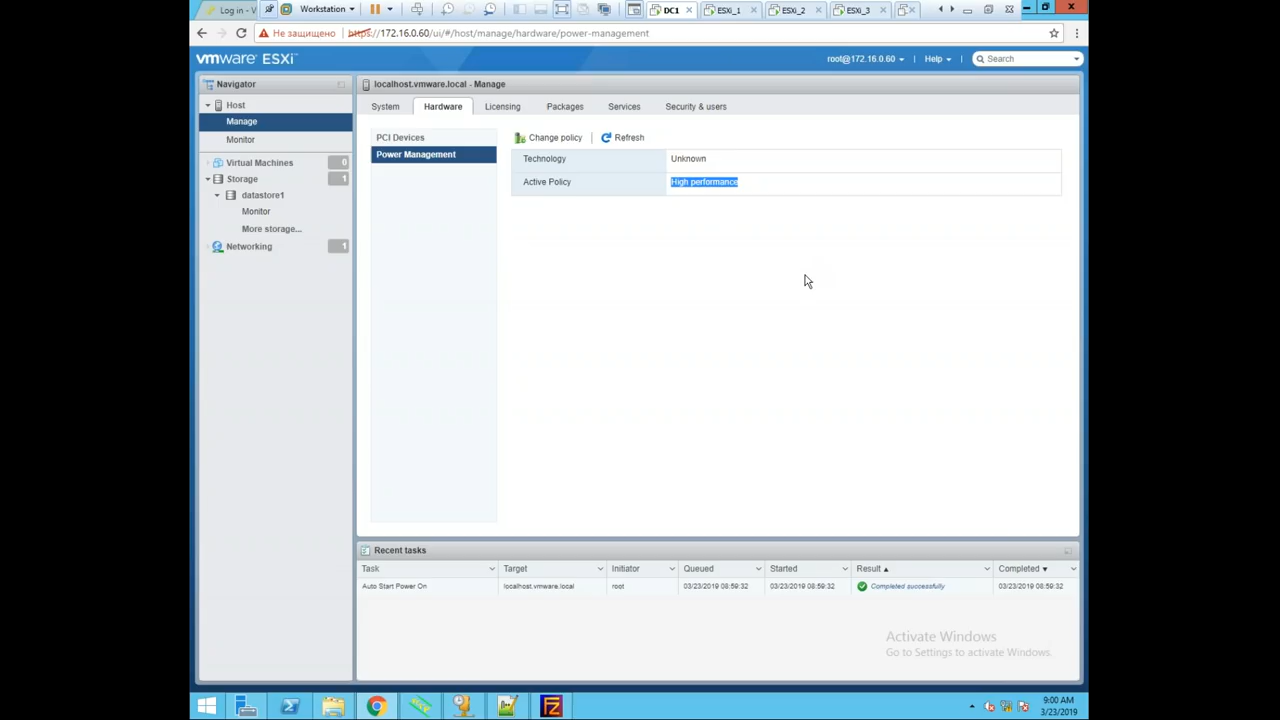 Log in - V
Workstation
DC1
ESXi_1
ESXi_2
ESXi_3
Не защищено
https://172.16.0.60/ui/#/host/manage/hardware/power-management
vmware ESXi™
root@172.16.0.60
Help
Search
Navigator
Host
Manage
Monitor
Virtual Machines 0
Storage 1
datastore1
Monitor
More storage...
Networking 1
localhost.vmware.local - Manage
System Hardware Licensing Packages Services Security & users
PCI Devices
Power Management
Change policy Refresh
Technology Unknown
Active Policy High performance
Recent tasks
Task Target Initiator Queued Started Result Completed
Auto Start Power On localhost.vmware.local root 03/23/2019 08:59:32 03/23/2019 08:59:32 Completed successfully 03/23/2019 08:59:32
Activate Windows
Go to Settings to activate Windows.
9:00 AM
3/23/2019